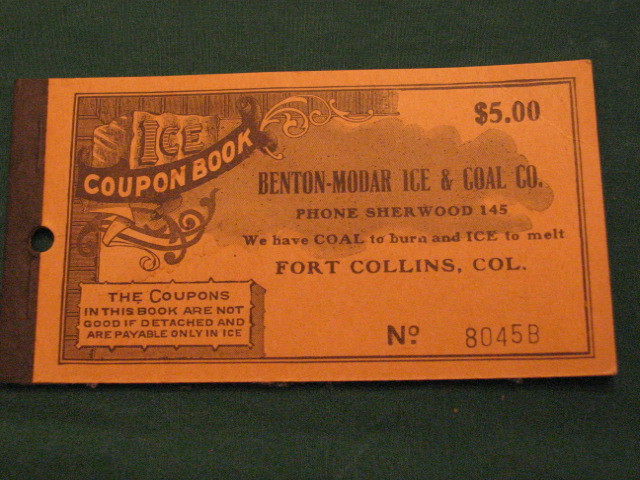 $5.00
ICE
COUPON BOOK
BENTON-MODAR ICE & COAL CO.
PHONE SHERWOOD 145
We have COAL to burn and ICE to melt
FORT COLLINS, COL.
THE COUPONS
IN THIS BOOK ARE NOT
GOOD IF DETACHED AND
ARE PAYABLE ONLY IN ICE
No 8045B